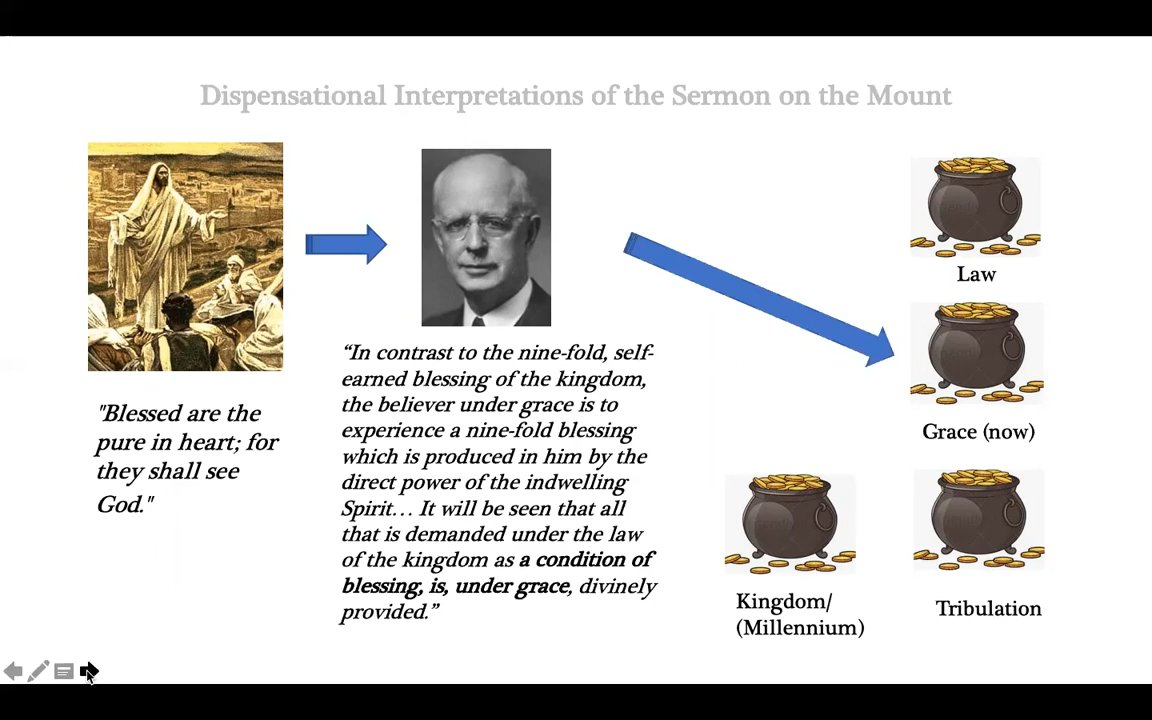 Dispensational Interpretations of the Sermon on the Mount
"Blessed are the
pure in heart; for
they shall see
God."
“In contrast to the nine-fold, self-
earned blessing of the kingdom,
the believer under grace is to
experience a nine-fold blessing
which is produced in him by the
direct power of the indwelling
Spirit… It will be seen that all
that is demanded under the law
of the kingdom as a condition of
blessing, is, under grace, divinely
provided.”
Law
Grace (now)
Kingdom/
(Millennium)
Tribulation